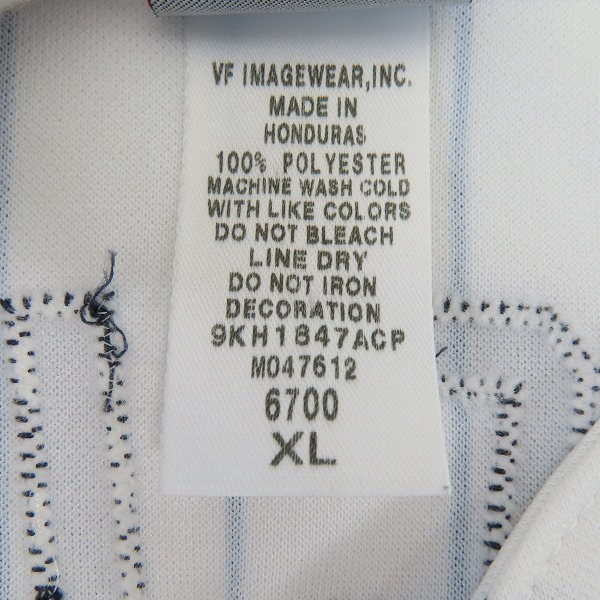 VF IMAGEWEAR,INC.
MADE IN
HONDURAS
100% POLYESTER
MACHINE WASH COLD
WITH LIKE COLORS
DO NOT BLEACH
LINE DRY
DO NOT IRON
DECORATION
9KH1847ACP
M047612
6700
XL